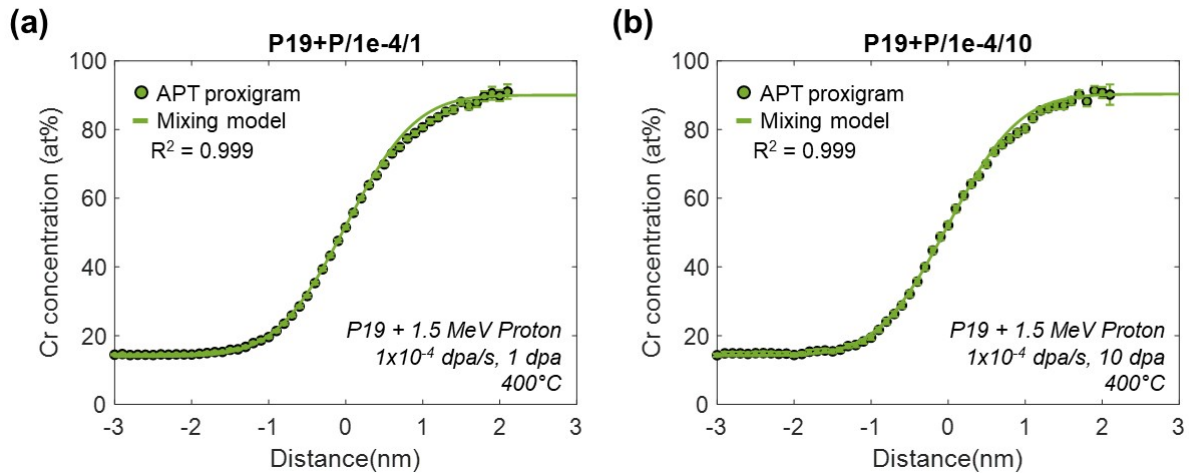 (a)
P19+P/1e-4/1
APT proxigram
Mixing model
R² = 0.999
P19 + 1.5 MeV Proton
1x10⁻⁴ dpa/s, 1 dpa
400°C
Cr concentration (at%)
100
80
60
40
20
0
-3 -2 -1 0 1 2 3
Distance(nm)
(b)
P19+P/1e-4/10
APT proxigram
Mixing model
R² = 0.999
P19 + 1.5 MeV Proton
1x10⁻⁴ dpa/s, 10 dpa
400°C
Cr concentration (at%)
100
80
60
40
20
0
-3 -2 -1 0 1 2 3
Distance(nm)